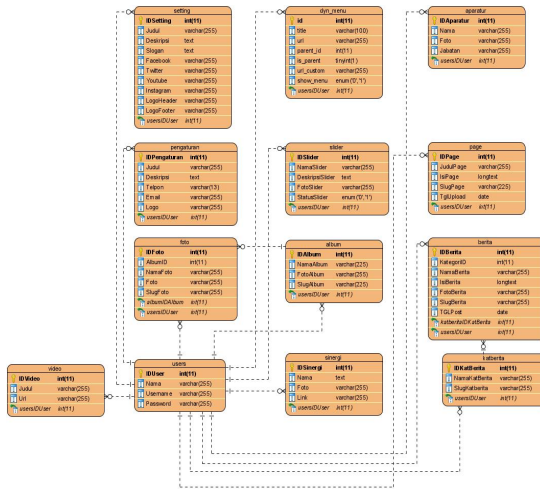 setting
IDSetting int(11)
Judul varchar(255)
Deskripsi text
Slogan text
Facebook varchar(255)
Twitter varchar(255)
Youtube varchar(255)
Instagram varchar(255)
LogoHeader varchar(255)
LogoFooter varchar(255)
usersIDUser int(11)
dyn_menu
id int(11)
title varchar(100)
url varchar(255)
parent_id int(11)
is_parent tinyint(1)
url_custom varchar(255)
show_menu enum('0','1')
usersIDUser int(11)
aparatur
IDAparatur int(11)
Nama varchar(255)
Foto varchar(255)
Jabatan varchar(255)
usersIDUser int(11)
pengaturan
IDPengaturan int(11)
Judul varchar(255)
Deskripsi text
Telpon varchar(13)
Email varchar(255)
Logo varchar(255)
usersIDUser int(11)
slider
IDSlider int(11)
NamaSlider varchar(255)
DeskripsiSlider text
FotoSlider varchar(255)
StatusSlider enum('0','1')
usersIDUser int(11)
page
IDPage int(11)
JudulPage varchar(255)
IsiPage longtext
SlugPage varchar(225)
TglUpload date
usersIDUser int(11)
foto
IDFoto int(11)
AlbumID int(11)
NamaFoto varchar(255)
Foto varchar(255)
SlugFoto varchar(255)
albumIDAlbum int(11)
usersIDUser int(11)
album
IDAlbum int(11)
NamaAlbum varchar(225)
FotoAlbum varchar(255)
SlugAlbum varchar(225)
usersIDUser int(11)
berita
IDBerita int(11)
KategoriID int(11)
NamaBerita varchar(255)
IsiBerita longtext
FotoBerita varchar(255)
SlugBerita varchar(255)
TGLPost date
katberitaIDKatBerita int(11)
usersIDUser int(11)
video
IDVideo int(11)
Judul varchar(255)
Url varchar(255)
usersIDUser int(11)
users
IDUser int(11)
Nama varchar(255)
Username varchar(255)
Password varchar(255)
sinergi
IDSinergi int(11)
Nama text
Foto varchar(255)
Link varchar(255)
usersIDUser int(11)
katberita
IDKatBerita int(11)
NamaKatBerita varchar(255)
SlugKatberita varchar(255)
usersIDUser int(11)